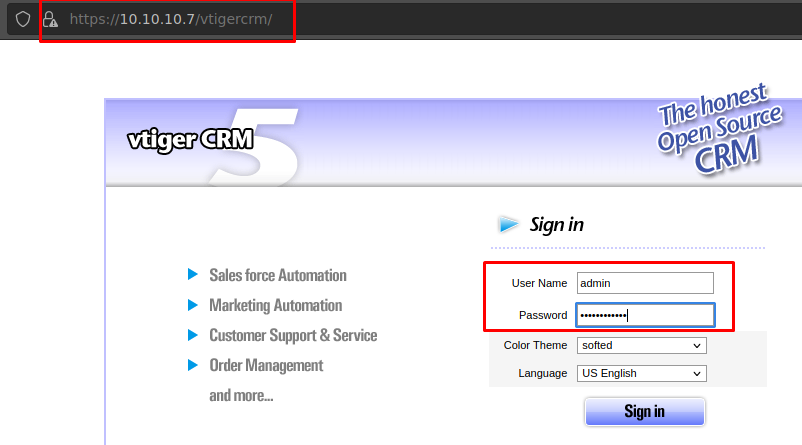 https://10.10.10.7/vtigercrm/
vtiger CRM 5
The honest
Open Source
CRM
Sign in
User Name admin
Password ••••••••••••
Color Theme softed
Language US English
Sign in
Sales force Automation
Marketing Automation
Customer Support & Service
Order Management
and more...